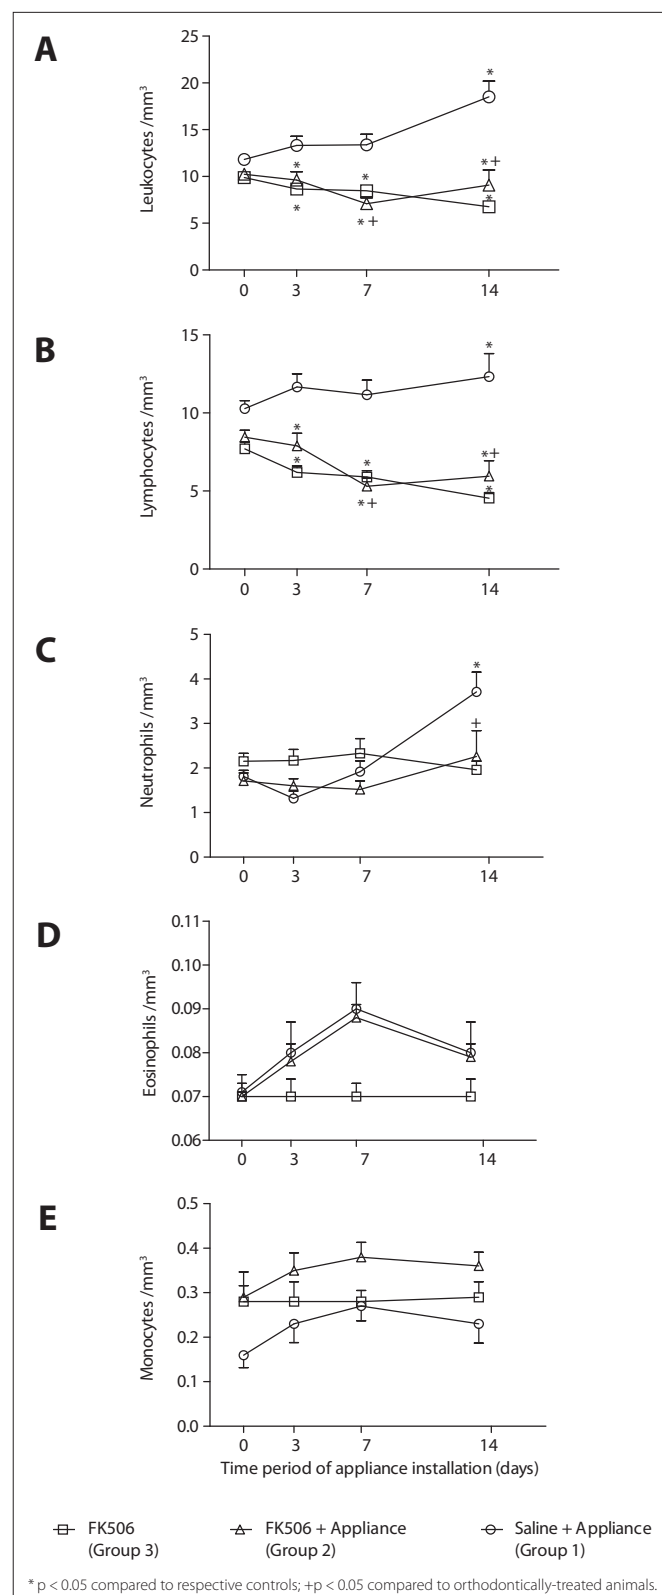 A
Leukocytes /mm³
25
20
15
10
5
0
*
*
*
*
*+
*+
*
0 3 7 14
B
Lymphocytes /mm³
15
10
5
0
*
*
*
*
*+
*+
*
0 3 7 14
C
Neutrophils /mm³
5
4
3
2
1
0
*
+
0 3 7 14
D
Eosinophils /mm³
0.11
0.10
0.09
0.08
0.07
0.06
0 3 7 14
E
Monocytes /mm³
0.5
0.4
0.3
0.2
0.1
0.0
0 3 7 14
Time period of appliance installation (days)
FK506
(Group 3)
FK506 + Appliance
(Group 2)
Saline + Appliance
(Group 1)
* p < 0.05 compared to respective controls; +p < 0.05 compared to orthodontically-treated animals